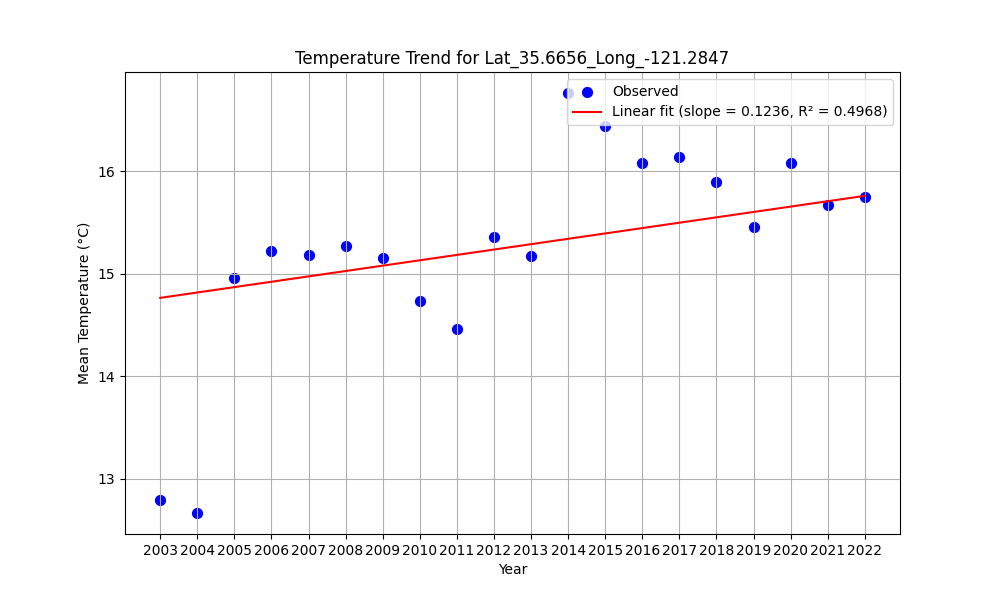 Temperature Trend for Lat_35.6656_Long_-121.2847
Observed
Linear fit (slope = 0.1236, R² = 0.4968)
Mean Temperature (°C)
16
15
14
13
2003 2004 2005 2006 2007 2008 2009 2010 2011 2012 2013 2014 2015 2016 2017 2018 2019 2020 2021 2022
Year